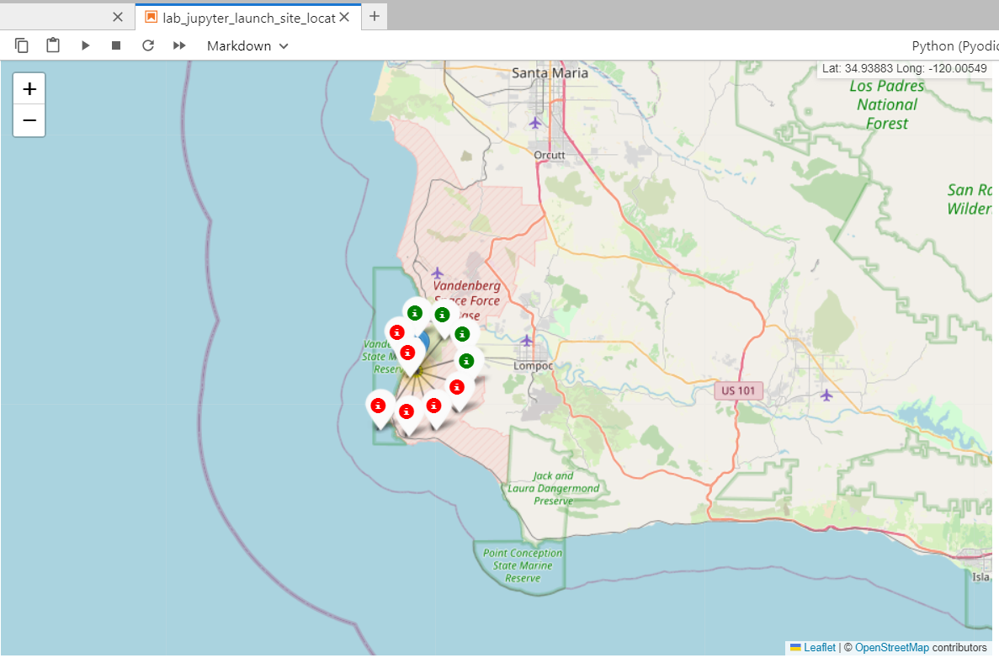 lab_jupyter_launch_site_locat
Markdown
Python (Pyodic
Lat: 34.93883 Long: -120.00549
Santa Maria
Los Padres
National
Forest
Orcutt
San Ra
Wilder
Vandenberg
Space Force
Base
Vande
State M
Reserv
Lompoc
US 101
Jack and
Laura Dangermond
Preserve
Point Conception
State Marine
Reserve
Isla
Leaflet | © OpenStreetMap contributors